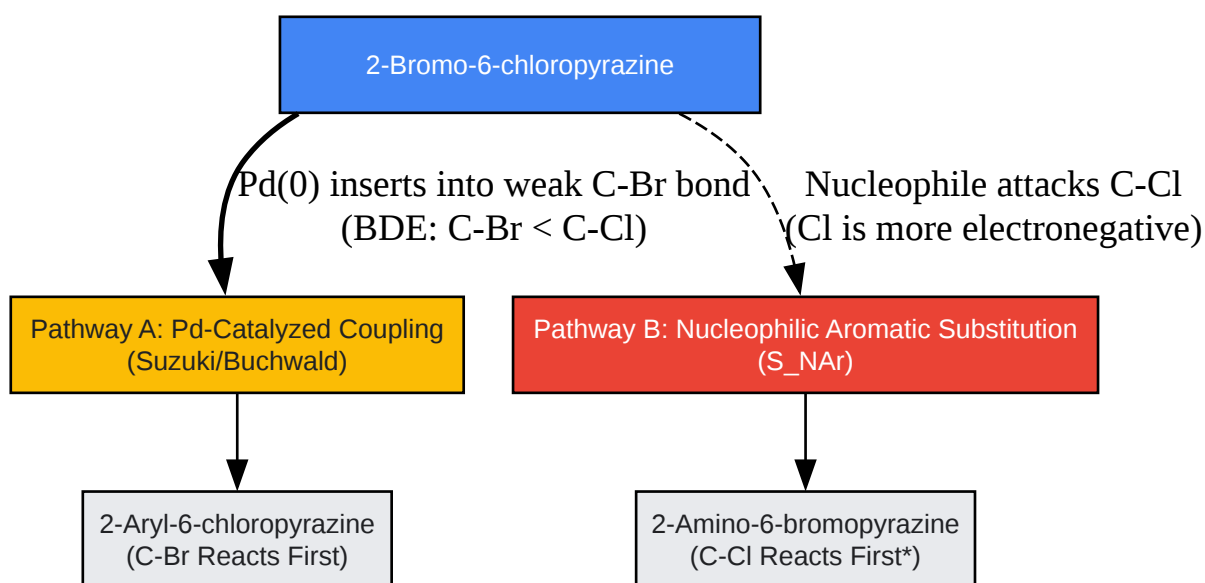 2-Bromo-6-chloropyrazine
Pd(0) inserts into weak C-Br bond
(BDE: C-Br < C-Cl)
Nucleophile attacks C-Cl
(Cl is more electronegative)
Pathway A: Pd-Catalyzed Coupling
(Suzuki/Buchwald)
Pathway B: Nucleophilic Aromatic Substitution
(S_NAr)
2-Aryl-6-chloropyrazine
(C-Br Reacts First)
2-Amino-6-bromopyrazine
(C-Cl Reacts First*)